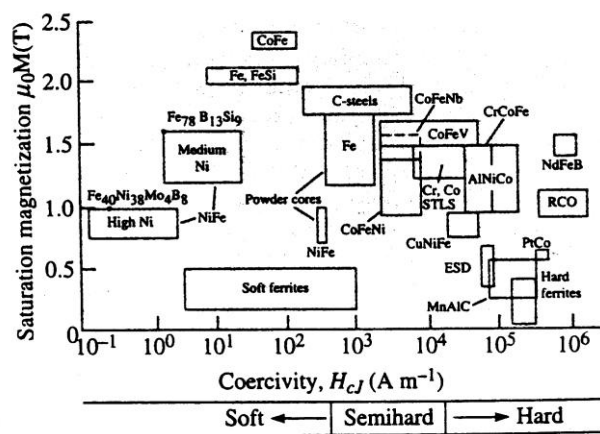 Saturation magnetization μ₀M(T)
2.5
2.0
1.5
1.0
0.5
0
CoFe
Fe, FeSi
C-steels
CoFeNb
CrCoFe
Fe₇₈ B₁₃Si₉
CoFeV
Medium
Ni
Fe
NdFeB
Cr, Co
STLS
AlNiCo
Fe₄₀Ni₃₈Mo₄B₈
Powder cores
RCO
High Ni
NiFe
CoFeNi
CuNiFe
NiFe
PtCo
ESD
Soft ferrites
Hard
ferrites
MnAlC
10⁻¹ 10⁰ 10¹ 10² 10³ 10⁴ 10⁵ 10⁶
Coercivity, H_cJ (A m⁻¹)
Soft Semihard Hard